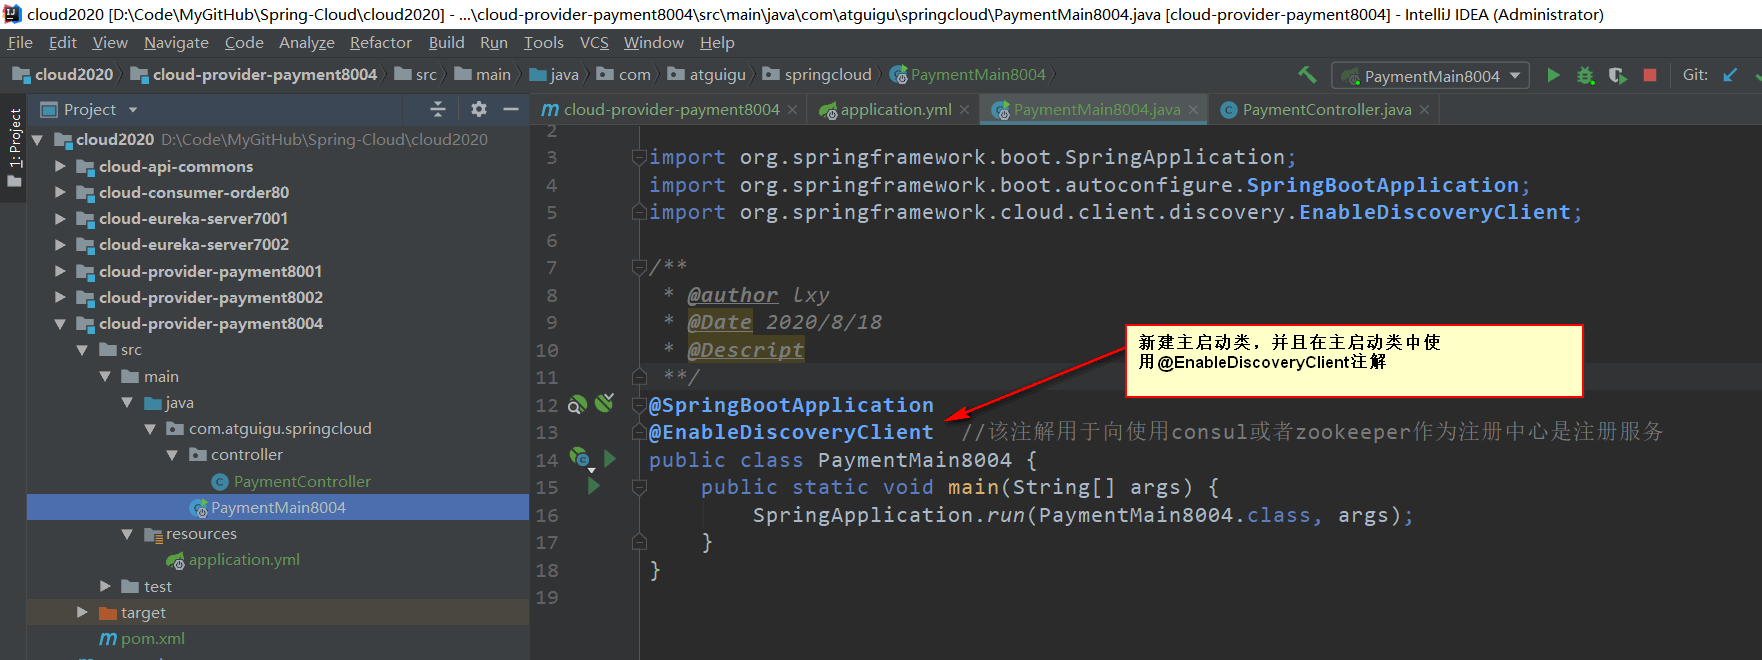 cloud2020 [D:\Code\MyGitHub\Spring-Cloud\cloud2020] - ...\cloud-provider-payment8004\src\main\java\com\atguigu\springcloud\PaymentMain8004.java [cloud-provider-payment8004] - IntelliJ IDEA (Administrator)
File Edit View Navigate Code Analyze Refactor Build Run Tools VCS Window Help
cloud2020 cloud-provider-payment8004 src main java com atguigu springcloud PaymentMain8004 PaymentMain8004 Git:
1: Project
Project
cloud-provider-payment8004 application.yml PaymentMain8004.java PaymentController.java
cloud2020 D:\Code\MyGitHub\Spring-Cloud\cloud2020
cloud-api-commons
cloud-consumer-order80
cloud-eureka-server7001
cloud-eureka-server7002
cloud-provider-payment8001
cloud-provider-payment8002
cloud-provider-payment8004
src
main
java
com.atguigu.springcloud
controller
PaymentController
PaymentMain8004
resources
application.yml
test
target
pom.xml
2
3 import org.springframework.boot.SpringApplication;
4 import org.springframework.boot.autoconfigure.SpringBootApplication;
5 import org.springframework.cloud.client.discovery.EnableDiscoveryClient;
6
7 /**
8 * @author lxy
9 * @Date 2020/8/18
10 * @Descript
11 **/
12 @SpringBootApplication
13 @EnableDiscoveryClient //该注解用于向使用consul或者zookeeper作为注册中心是注册服务
14 public class PaymentMain8004 {
15 public static void main(String[] args) {
16 SpringApplication.run(PaymentMain8004.class, args);
17 }
18 }
19
新建主启动类，并且在主启动类中使
用@EnableDiscoveryClient注解